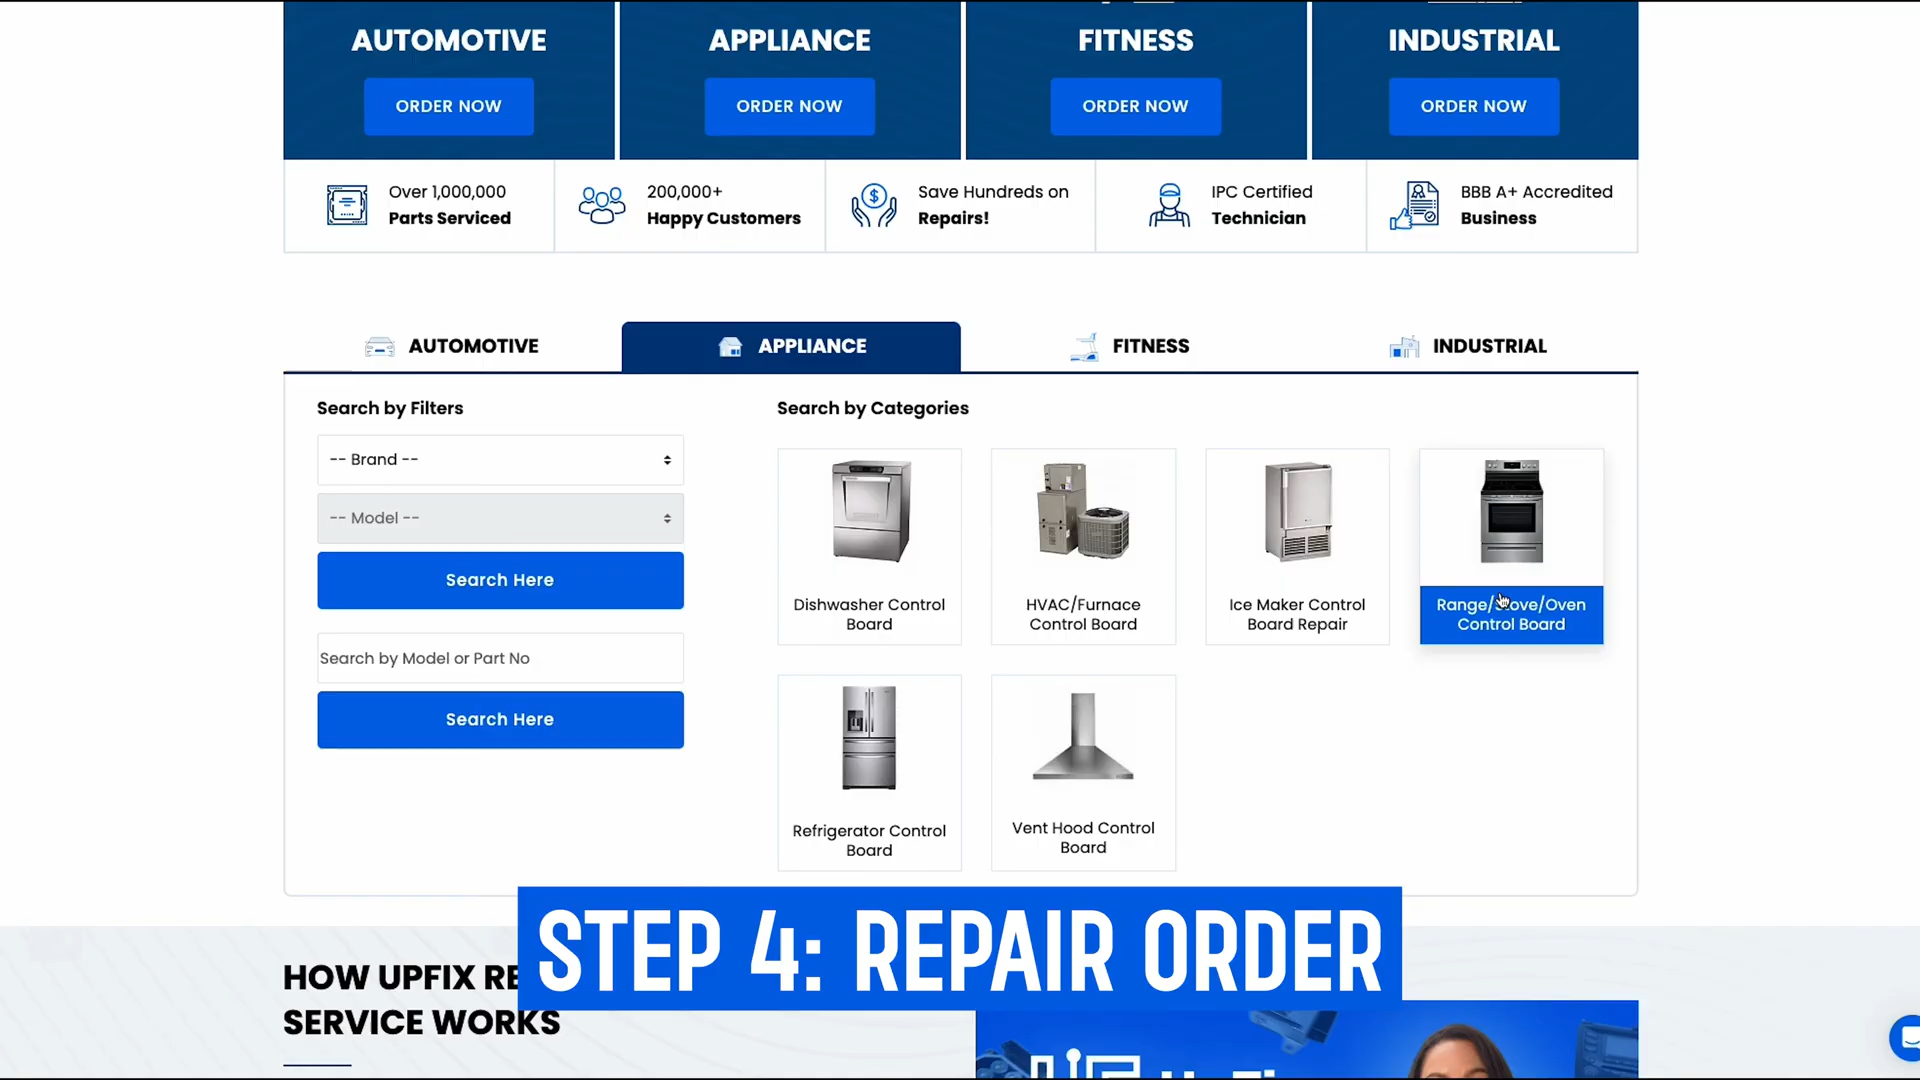 AUTOMOTIVE
ORDER NOW
APPLIANCE
ORDER NOW
FITNESS
ORDER NOW
INDUSTRIAL
ORDER NOW
Over 1,000,000
Parts Serviced
200,000+
Happy Customers
Save Hundreds on
Repairs!
IPC Certified
Technician
BBB A+ Accredited
Business
AUTOMOTIVE
APPLIANCE
FITNESS
INDUSTRIAL
Search by Filters
-- Brand --
-- Model --
Search Here
Search by Model or Part No
Search Here
Search by Categories
Dishwasher Control
Board
HVAC/Furnace
Control Board
Ice Maker Control
Board Repair
Range/Stove/Oven
Control Board
Refrigerator Control
Board
Vent Hood Control
Board
STEP 4: REPAIR ORDER
HOW UPFIX RE
SERVICE WORKS